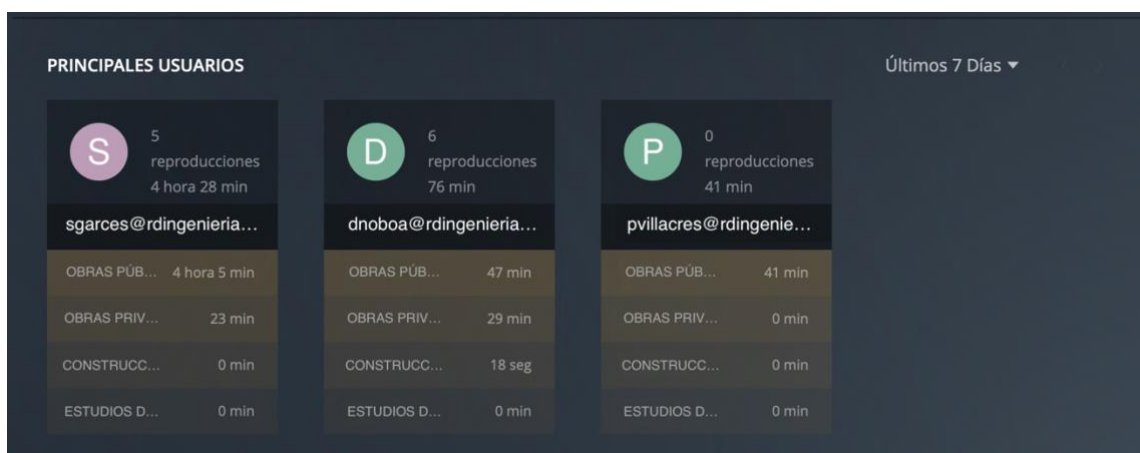 PRINCIPALES USUARIOS
Últimos 7 Días
S
5
reproducciones
4 hora 28 min
sgarces@rdingenieria...
OBRAS PÚB... 4 hora 5 min
OBRAS PRIV... 23 min
CONSTRUCC... 0 min
ESTUDIOS D... 0 min
D
6
reproducciones
76 min
dnoboa@rdingenieria...
OBRAS PÚB... 47 min
OBRAS PRIV... 29 min
CONSTRUCC... 18 seg
ESTUDIOS D... 0 min
P
0
reproducciones
41 min
pvillacres@rdingenie...
OBRAS PÚB... 41 min
OBRAS PRIV... 0 min
CONSTRUCC... 0 min
ESTUDIOS D... 0 min